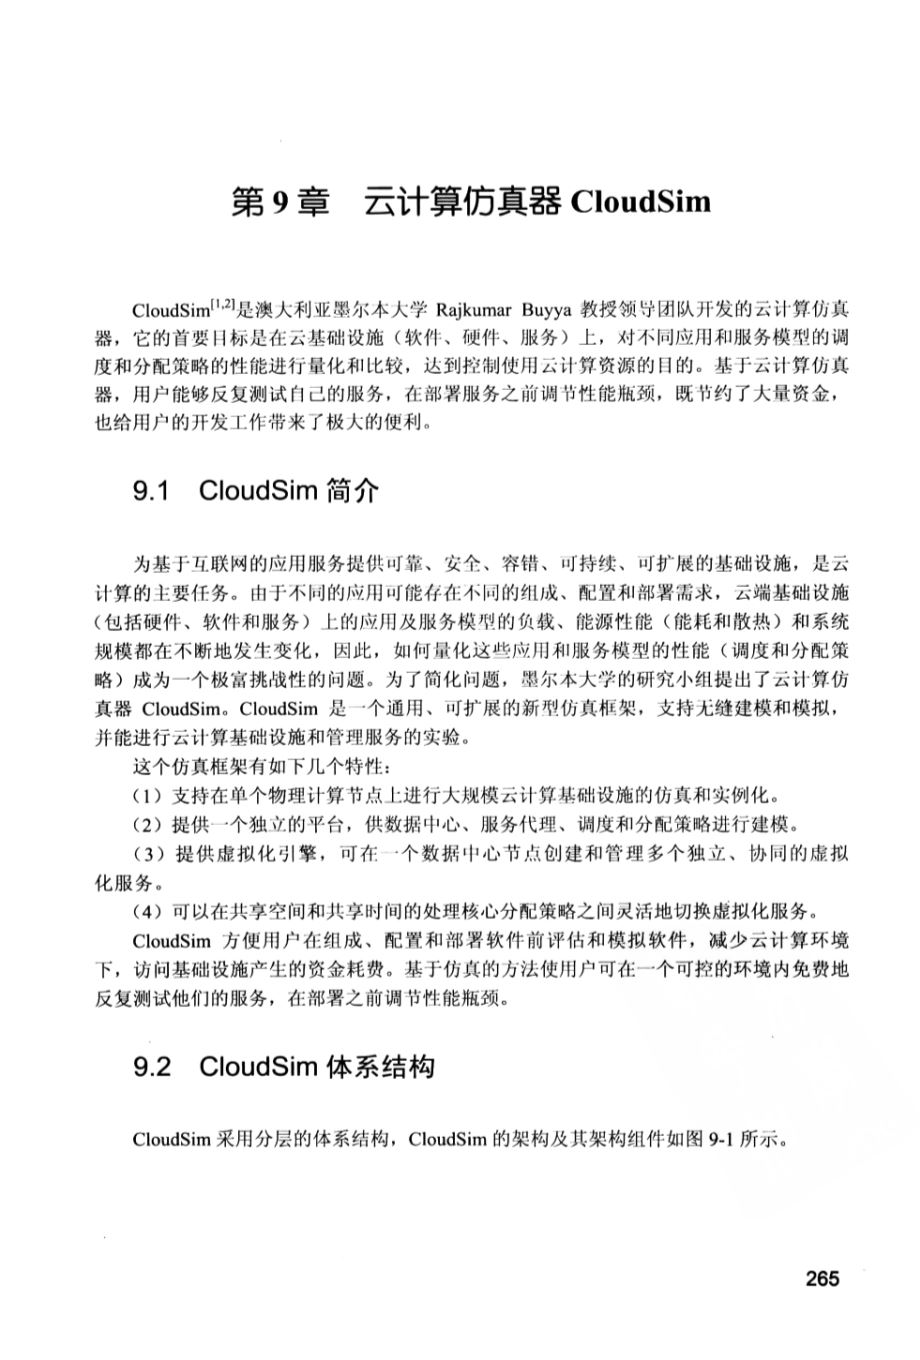 第 9 章 云计算仿真器 CloudSim
CloudSim[1,2]是澳大利亚墨尔本大学 Rajkumar Buyya 教授领导团队开发的云计算仿真
器，它的首要目标是在云基础设施（软件、硬件、服务）上，对不同应用和服务模型的调
度和分配策略的性能进行量化和比较，达到控制使用云计算资源的目的。基于云计算仿真
器，用户能够反复测试自己的服务，在部署服务之前调节性能瓶颈，既节约了大量资金，
也给用户的开发工作带来了极大的便利。
9.1 CloudSim 简介
为基于互联网的应用服务提供可靠、安全、容错、可持续、可扩展的基础设施，是云
计算的主要任务。由于不同的应用可能存在不同的组成、配置和部署需求，云端基础设施
（包括硬件、软件和服务）上的应用及服务模型的负载、能源性能（能耗和散热）和系统
规模都在不断地发生变化，因此，如何量化这些应用和服务模型的性能（调度和分配策
略）成为一个极富挑战性的问题。为了简化问题，墨尔本大学的研究小组提出了云计算仿
真器 CloudSim。CloudSim 是一个通用、可扩展的新型仿真框架，支持无缝建模和模拟，
并能进行云计算基础设施和管理服务的实验。
这个仿真框架有如下几个特性：
（1）支持在单个物理计算节点上进行大规模云计算基础设施的仿真和实例化。
（2）提供一个独立的平台，供数据中心、服务代理、调度和分配策略进行建模。
（3）提供虚拟化引擎，可在一个数据中心节点创建和管理多个独立、协同的虚拟
化服务。
（4）可以在共享空间和共享时间的处理核心分配策略之间灵活地切换虚拟化服务。
CloudSim 方便用户在组成、配置和部署软件前评估和模拟软件，减少云计算环境
下，访问基础设施产生的资金耗费。基于仿真的方法使用户可在一个可控的环境内免费地
反复测试他们的服务，在部署之前调节性能瓶颈。
9.2 CloudSim 体系结构
CloudSim 采用分层的体系结构，CloudSim 的架构及其架构组件如图 9-1 所示。
265